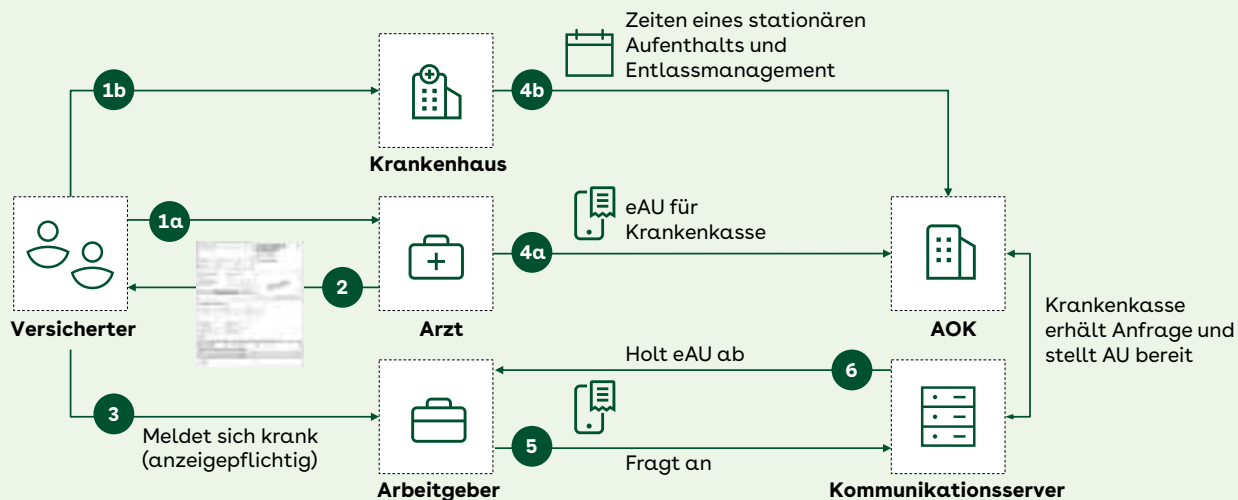 Zeiten eines stationären
Aufenthalts und
Entlassmanagement
1b
4b
Krankenhaus
1a
eAU für
Krankenkasse
4a
2
Versicherter
Arzt
AOK
Krankenkasse
erhält Anfrage und
stellt AU bereit
Holt eAU ab
6
3
Meldet sich krank
(anzeigepflichtig)
5
Fragt an
Arbeitgeber
Kommunikationsserver